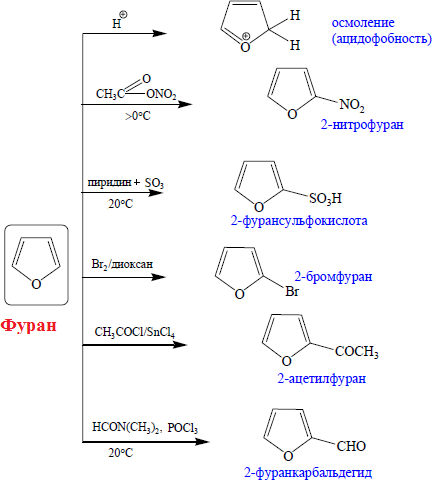 H⊕
H
H
O
⊕
осмоление
(ацидофобность)
CH₃C
O
ONO₂
>0°C
O
NO₂
2-нитрофуран
пиридин + SO₃
20°C
O
SO₃H
2-фурансульфокислота
O
Фуран
Br₂/диоксан
O
Br
2-бромфуран
CH₃COCl/SnCl₄
O
COCH₃
2-ацетилфуран
HCON(CH₃)₂, POCl₃
20°C
O
CHO
2-фуранкарбальдегид